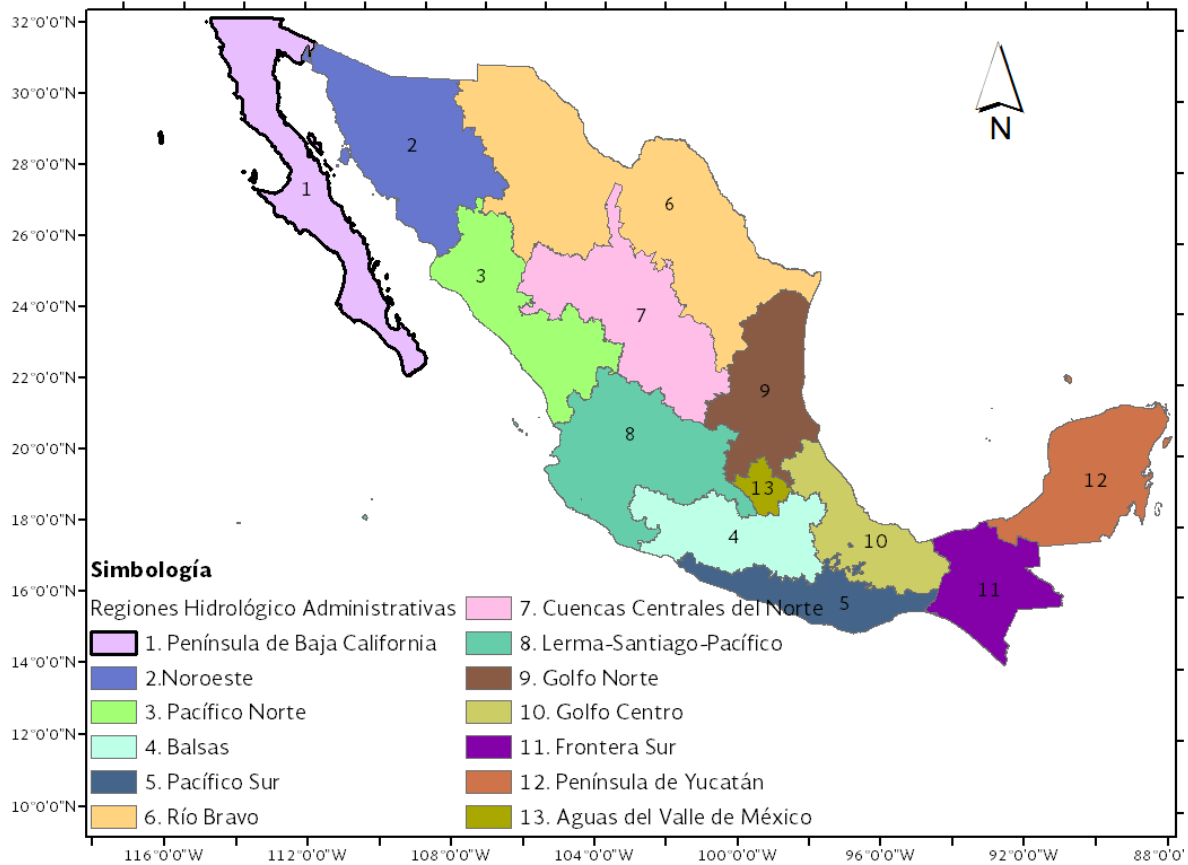 32°0'0"N
30°0'0"N
28°0'0"N
26°0'0"N
24°0'0"N
22°0'0"N
20°0'0"N
18°0'0"N
16°0'0"N
14°0'0"N
12°0'0"N
10°0'0"N
N
1
2
3
6
7
9
8
13
4
10
12
5
11
Simbología
Regiones Hidrológico Administrativas
1. Península de Baja California
2.Noroeste
3. Pacífico Norte
4. Balsas
5. Pacífico Sur
6. Río Bravo
7. Cuencas Centrales del Norte
8. Lerma-Santiago-Pacífico
9. Golfo Norte
10. Golfo Centro
11. Frontera Sur
12. Península de Yucatán
13. Aguas del Valle de México
116°0'0"W 112°0'0"W 108°0'0"W 104°0'0"W 100°0'0"W 96°0'0"W 92°0'0"W 88°0'0"W